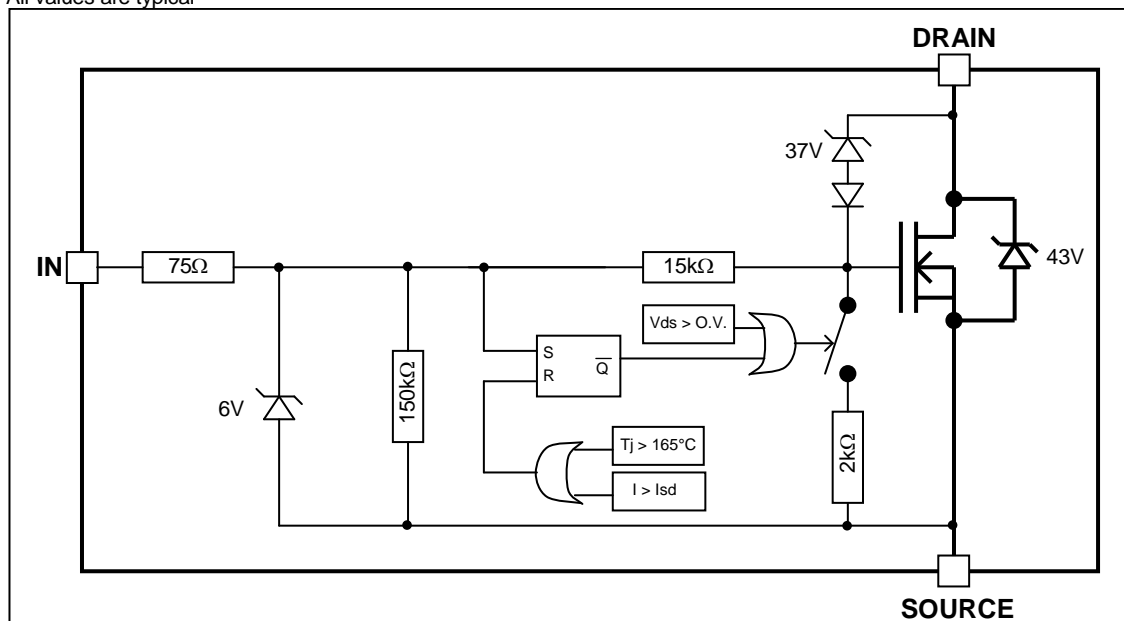 All values are typical
DRAIN
37V
IN
75Ω
15kΩ
43V
Vds > O.V.
S
R
Q̅
150kΩ
6V
Tj > 165°C
I > Isd
2kΩ
SOURCE